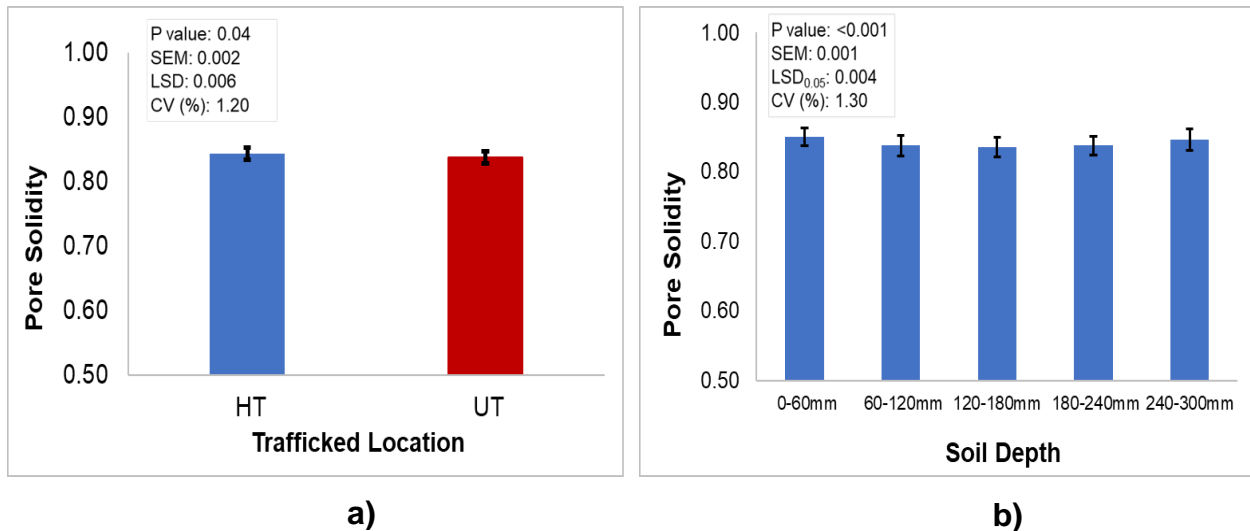 P value: 0.04
SEM: 0.002
LSD: 0.006
CV (%): 1.20
1.00
0.90
0.80
0.70
0.60
0.50
Pore Solidity
HT UT
Trafficked Location
a)
P value: <0.001
SEM: 0.001
LSD0.05: 0.004
CV (%): 1.30
1.00
0.90
0.80
0.70
0.60
0.50
Pore Solidity
0-60mm 60-120mm 120-180mm 180-240mm 240-300mm
Soil Depth
b)